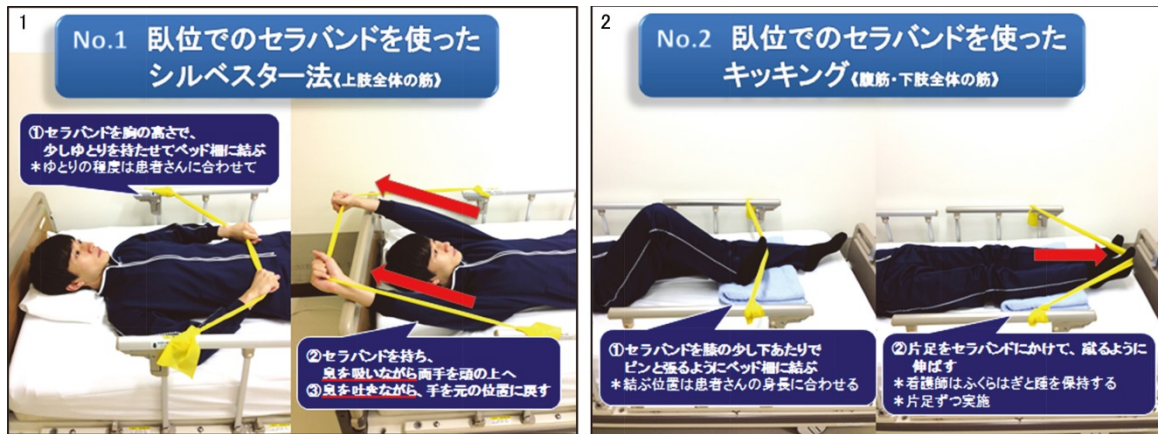 1
No.1 臥位でのセラバンドを使った
シルベスター法《上肢全体の筋》
①セラバンドを胸の高さで、
少しゆとりを持たせてベッド柵に結ぶ
＊ゆとりの程度は患者さんに合わせて
②セラバンドを持ち、
息を吸いながら両手を頭の上へ
③息を吐きながら、手を元の位置に戻す
2
No.2 臥位でのセラバンドを使った
キッキング《腹筋・下肢全体の筋》
①セラバンドを膝の少し下あたりで
ピンと張るようにベッド柵に結ぶ
＊結ぶ位置は患者さんの身長に合わせる
②片足をセラバンドにかけて、蹴るように
伸ばす
＊看護師はふくらはぎと踵を保持する
＊片足ずつ実施